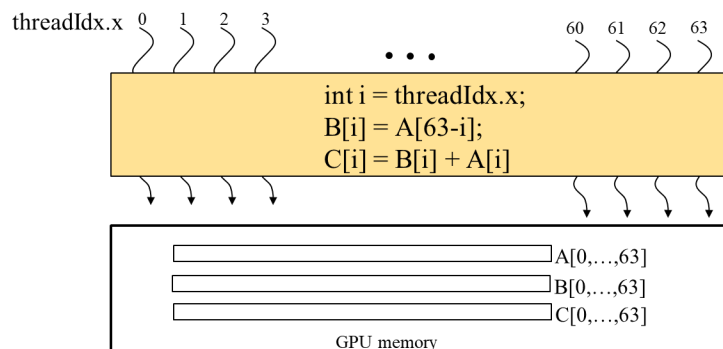 threadIdx.x 0 1 2 3 60 61 62 63
• • •
int i = threadIdx.x;
B[i] = A[63-i];
C[i] = B[i] + A[i]
A[0,…,63]
B[0,…,63]
C[0,…,63]
GPU memory